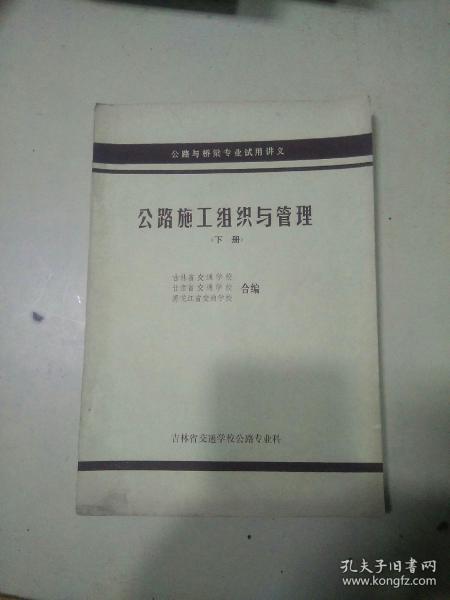 公路与桥梁专业试用讲义
公路施工组织与管理
(下册)
吉林省交通学校
甘肃省交通学校
黑龙江省交通学校
合编
吉林省交通学校公路专业科
孔夫子旧书网
www.kongfz.com